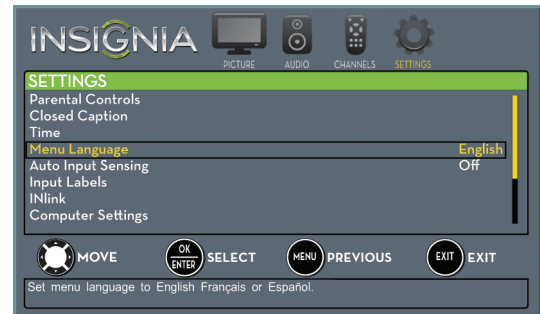 INSIGNIA
PICTURE AUDIO CHANNELS SETTINGS
SETTINGS
Parental Controls
Closed Caption
Time
Menu Language English
Auto Input Sensing Off
Input Labels
INlink
Computer Settings
MOVE OK ENTER SELECT MENU PREVIOUS EXIT EXIT
Set menu language to English Français or Español.